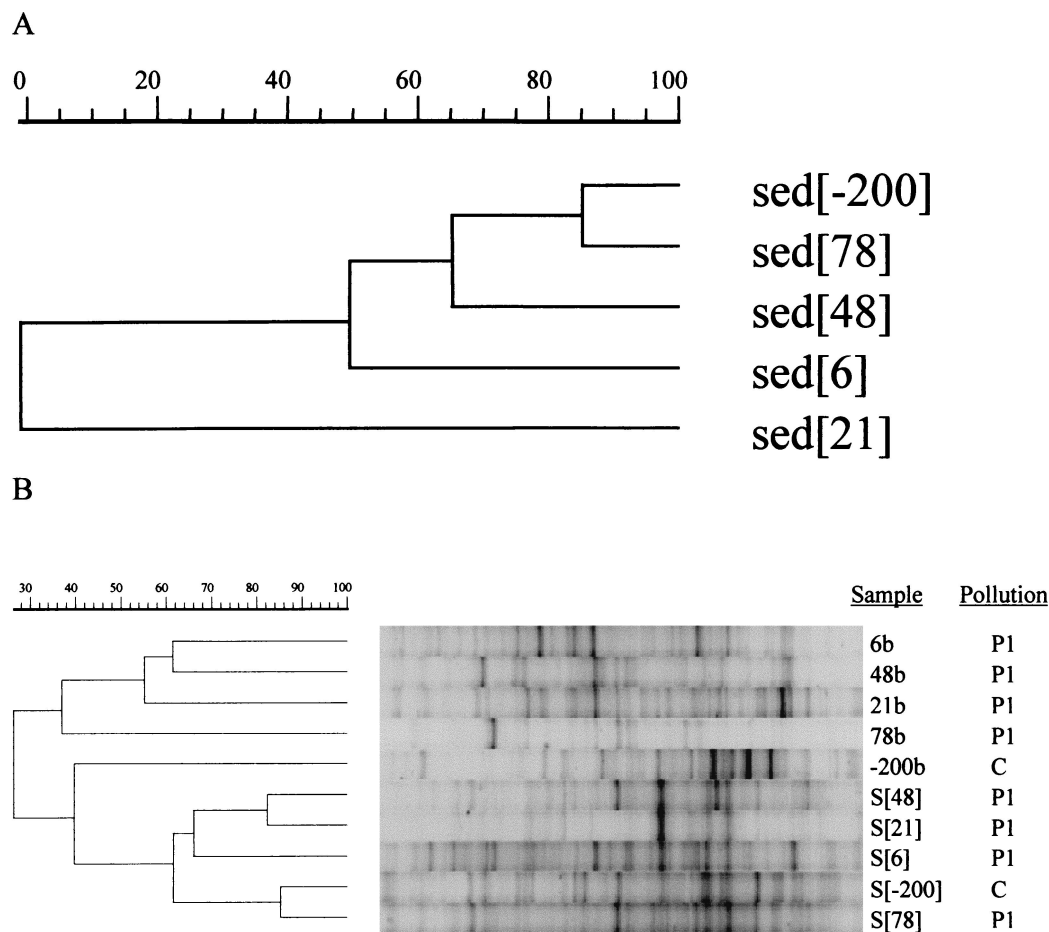 A
0 20 40 60 80 100
sed[-200]
sed[78]
sed[48]
sed[6]
sed[21]
B
30 40 50 60 70 80 90 100
Sample Pollution
6b P1
48b P1
21b P1
78b P1
-200b C
S[48] P1
S[21] P1
S[6] P1
S[-200] C
S[78] P1